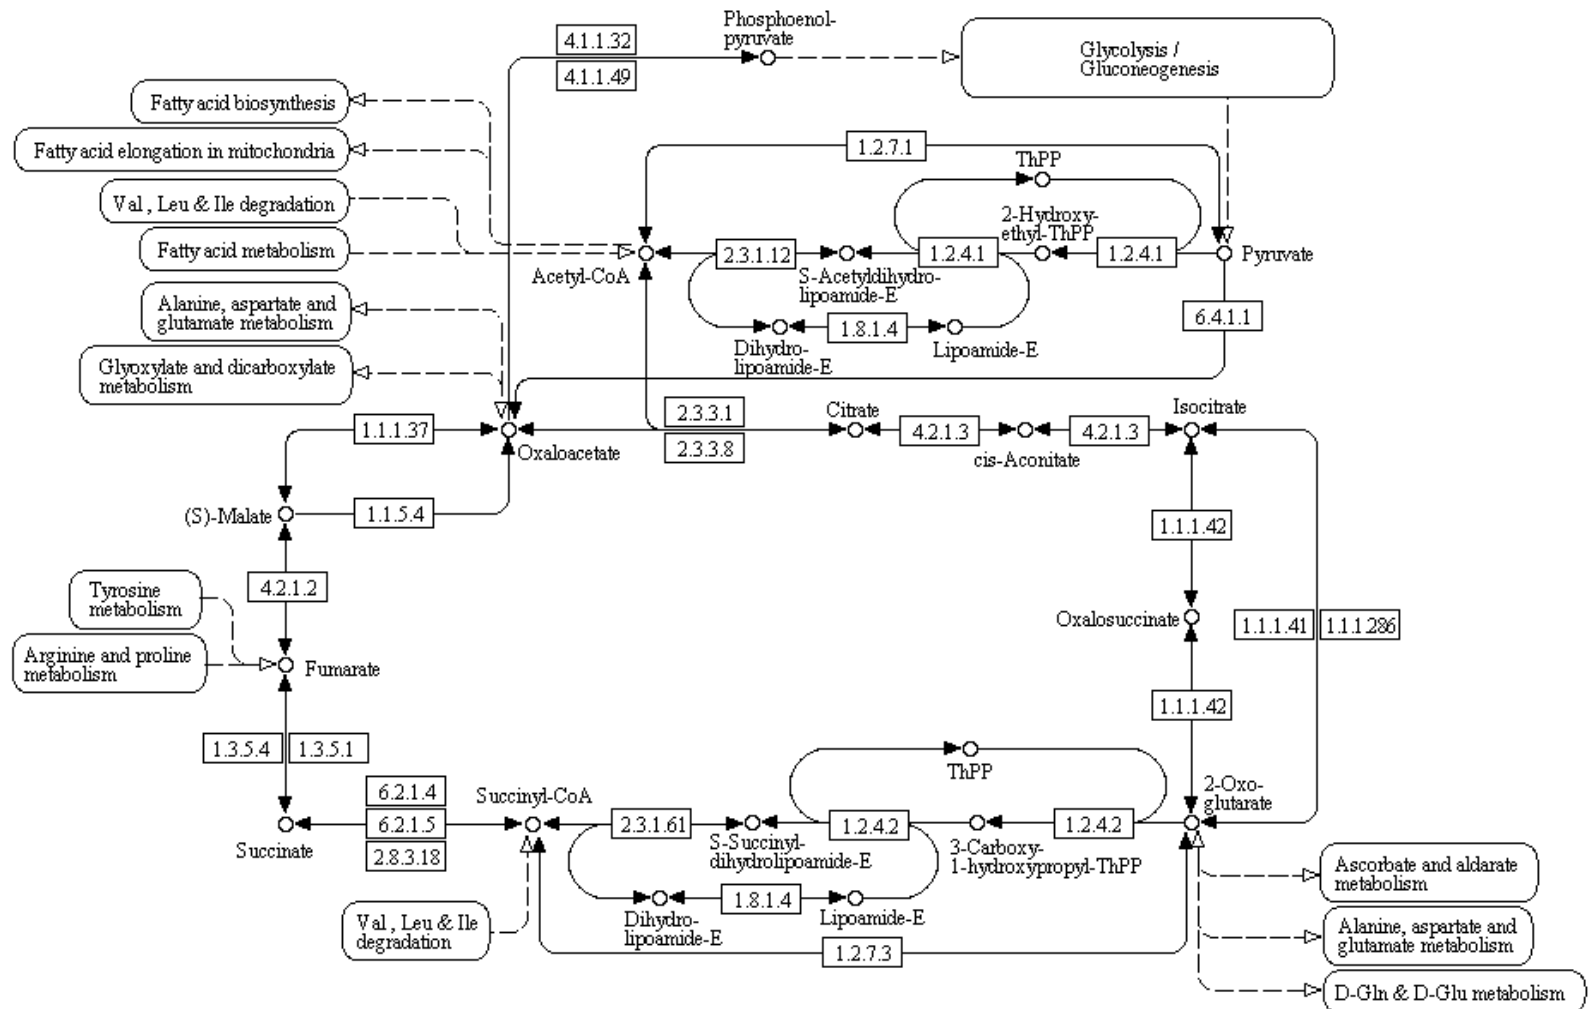 Phosphoenol-
pyruvate
4.1.1.32
4.1.1.49
Glycolysis /
Gluconeogenesis
Fatty acid biosynthesis
Fatty acid elongation in mitochondria
Val , Leu & Ile degradation
Fatty acid metabolism
Acetyl-CoA
1.2.7.1
ThPP
2-Hydroxy-
ethyl-ThPP
2.3.1.12
1.2.4.1
1.2.4.1
Pyruvate
S-Acetyldihydro-
lipoamide-E
Alanine, aspartate and
glutamate metabolism
6.4.1.1
1.8.1.4
Dihydro-
lipoamide-E
Lipoamide-E
Glyoxylate and dicarboxylate
metabolism
1.1.1.37
Oxaloacetate
2.3.3.1
2.3.3.8
Citrate
4.2.1.3
cis-Aconitate
4.2.1.3
Isocitrate
(S)-Malate
1.1.5.4
1.1.1.42
4.2.1.2
Tyrosine
metabolism
Oxalosuccinate
1.1.1.41
1.1.1.286
Arginine and proline
metabolism
Fumarate
1.1.1.42
1.3.5.4
1.3.5.1
ThPP
6.2.1.4
6.2.1.5
2.8.3.18
Succinate
Succinyl-CoA
2.3.1.61
S-Succinyl-
dihydrolipoamide-E
1.2.4.2
3-Carboxy-
1-hydroxypropyl-ThPP
1.2.4.2
2-Oxo-
glutarate
Ascorbate and aldarate
metabolism
1.8.1.4
Dihydro-
lipoamide-E
Lipoamide-E
Val , Leu & Ile
degradation
Alanine, aspartate and
glutamate metabolism
1.2.7.3
D-Gln & D-Glu metabolism